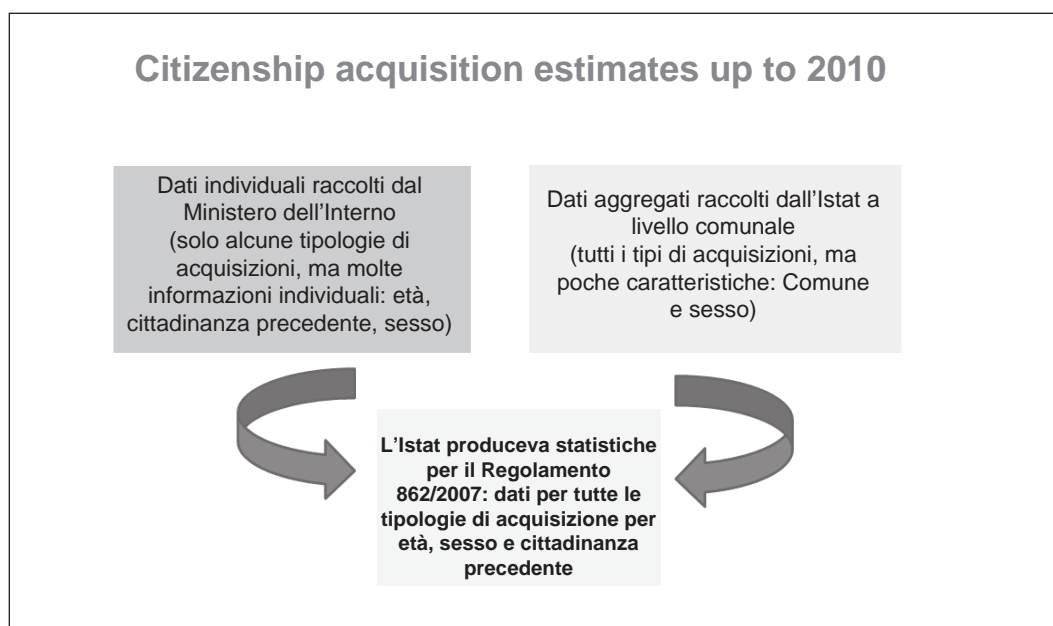 Citizenship acquisition estimates up to 2010
Dati individuali raccolti dal
Ministero dell’Interno
(solo alcune tipologie di
acquisizioni, ma molte
informazioni individuali: età,
cittadinanza precedente, sesso)
Dati aggregati raccolti dall’Istat a
livello comunale
(tutti i tipi di acquisizioni, ma
poche caratteristiche: Comune
e sesso)
L’Istat produceva statistiche
per il Regolamento
862/2007: dati per tutte le
tipologie di acquisizione per
età, sesso e cittadinanza
precedente